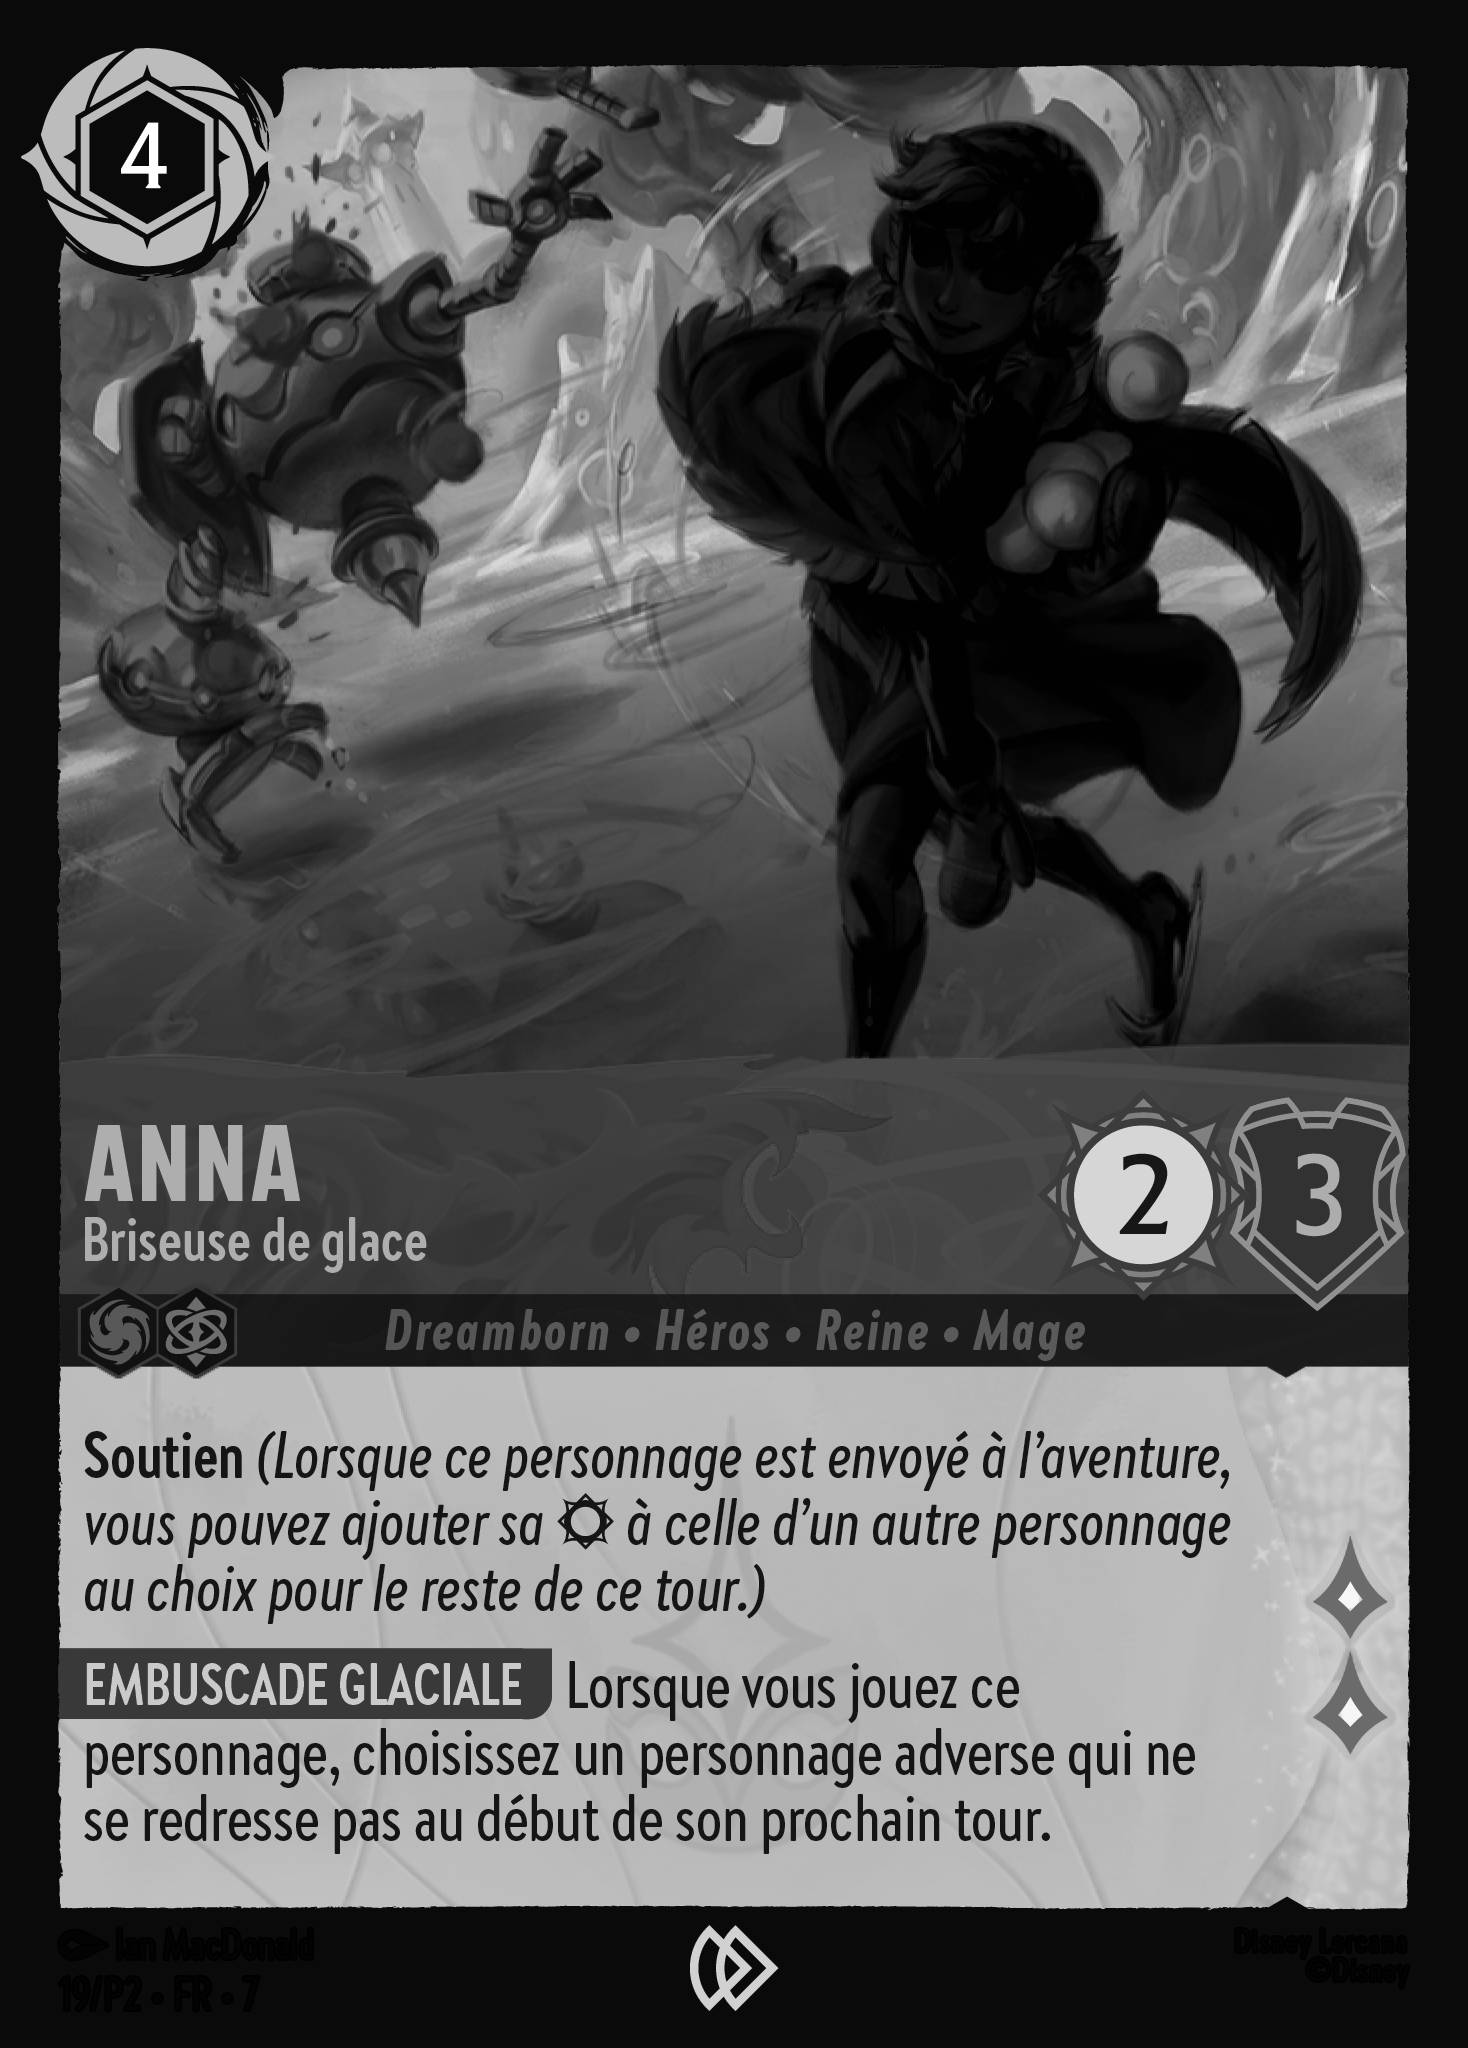 4
ANNA
Briseuse de glace
2
3
Dreamborn • Héros • Reine • Mage
Soutien (Lorsque ce personnage est envoyé à l'aventure,
vous pouvez ajouter sa à celle d'un autre personnage
au choix pour le reste de ce tour.)
EMBUSCADE GLACIALE Lorsque vous jouez ce
personnage, choisissez un personnage adverse qui ne
se redresse pas au début de son prochain tour.
Ian MacDonald
19/P2 • FR • 7
Disney Lorcana
©Disney